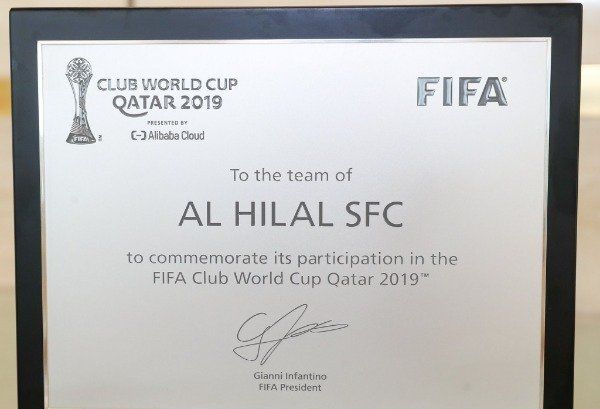 CLUB WORLD CUP
QATAR 2019
PRESENTED BY
Alibaba Cloud
FIFA
FIFA®
To the team of
AL HILAL SFC
to commemorate its participation in the
FIFA Club World Cup Qatar 2019™
Gianni Infantino
FIFA President